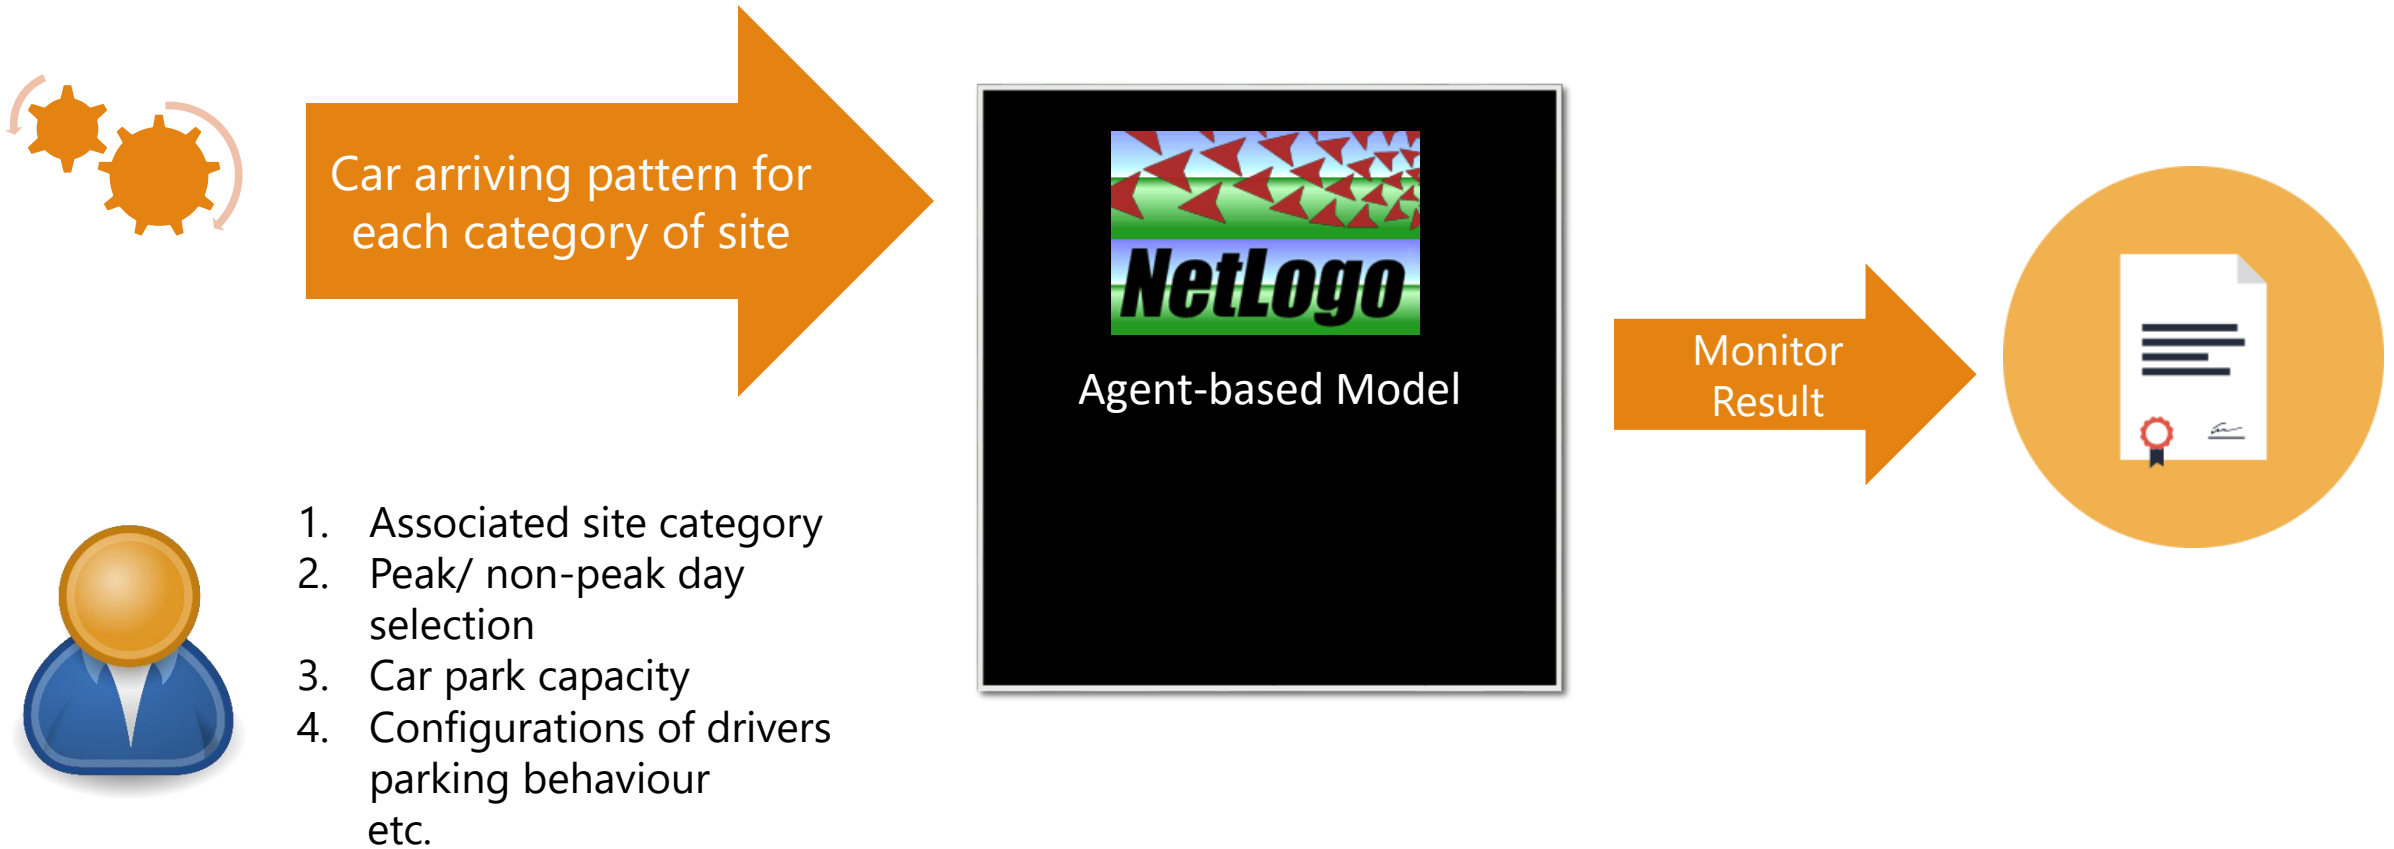 Car arriving pattern for
each category of site
NetLogo
Agent-based Model
Monitor
Result
1. Associated site category
2. Peak/ non-peak day
selection
3. Car park capacity
4. Configurations of drivers
parking behaviour
etc.